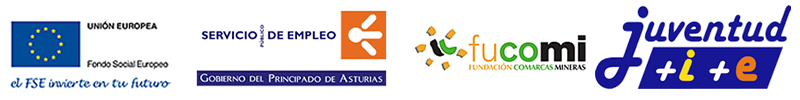 UNIÓN EUROPEA
Fondo Social Europeo
el FSE invierte en tu futuro
SERVICIO PÚBLICO DE EMPLEO
GOBIERNO DEL PRINCIPADO DE ASTURIAS
fucomi
FUNDACIÓN COMARCAS MINERAS
juventud
+i +e